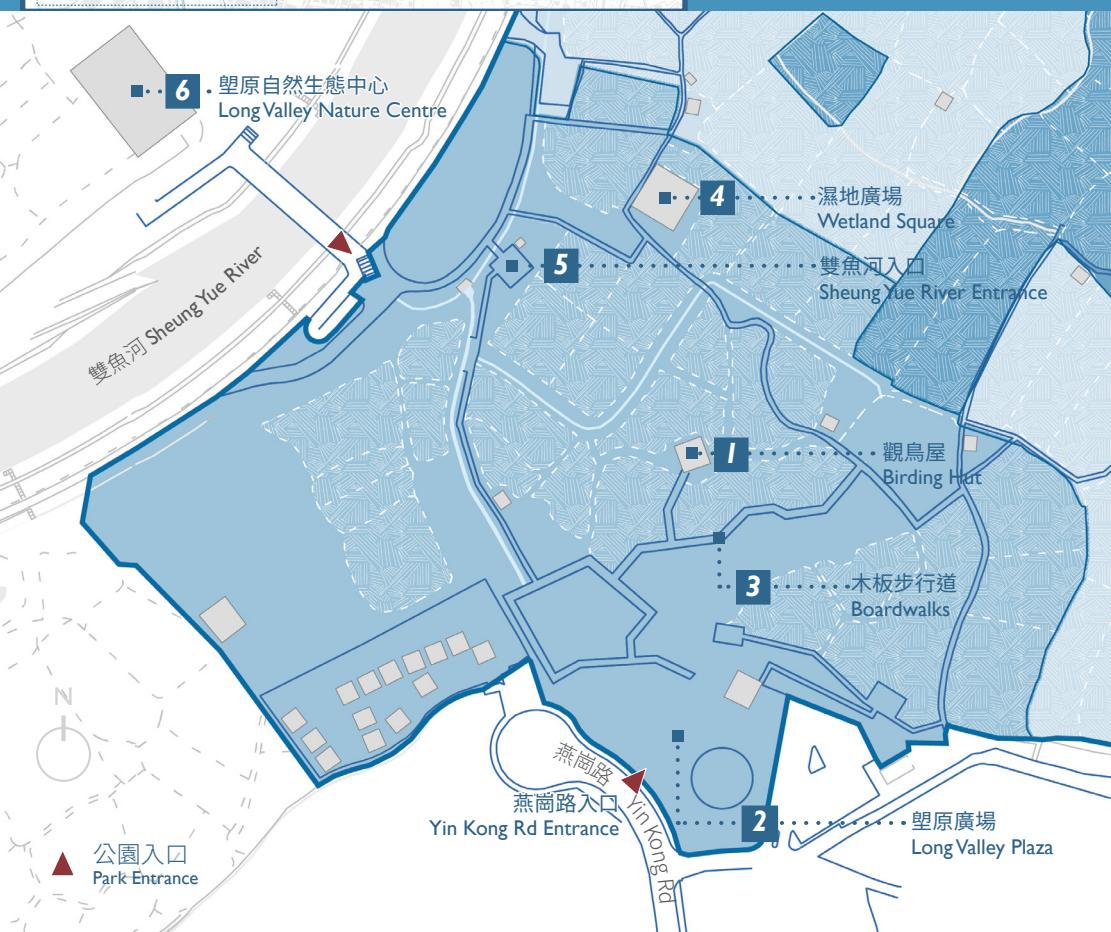 6
塱原自然生態中心
Long Valley Nature Centre
4
濕地廣場
Wetland Square
5
雙魚河入口
Sheung Yue River Entrance
雙魚河 Sheung Yue River
1
觀鳥屋
Birding Hut
3
木板步行道
Boardwalks
N
燕崗路 Yin Kong Rd
燕崗路入口
Yin Kong Rd Entrance
2
塱原廣場
Long Valley Plaza
公園入口
Park Entrance